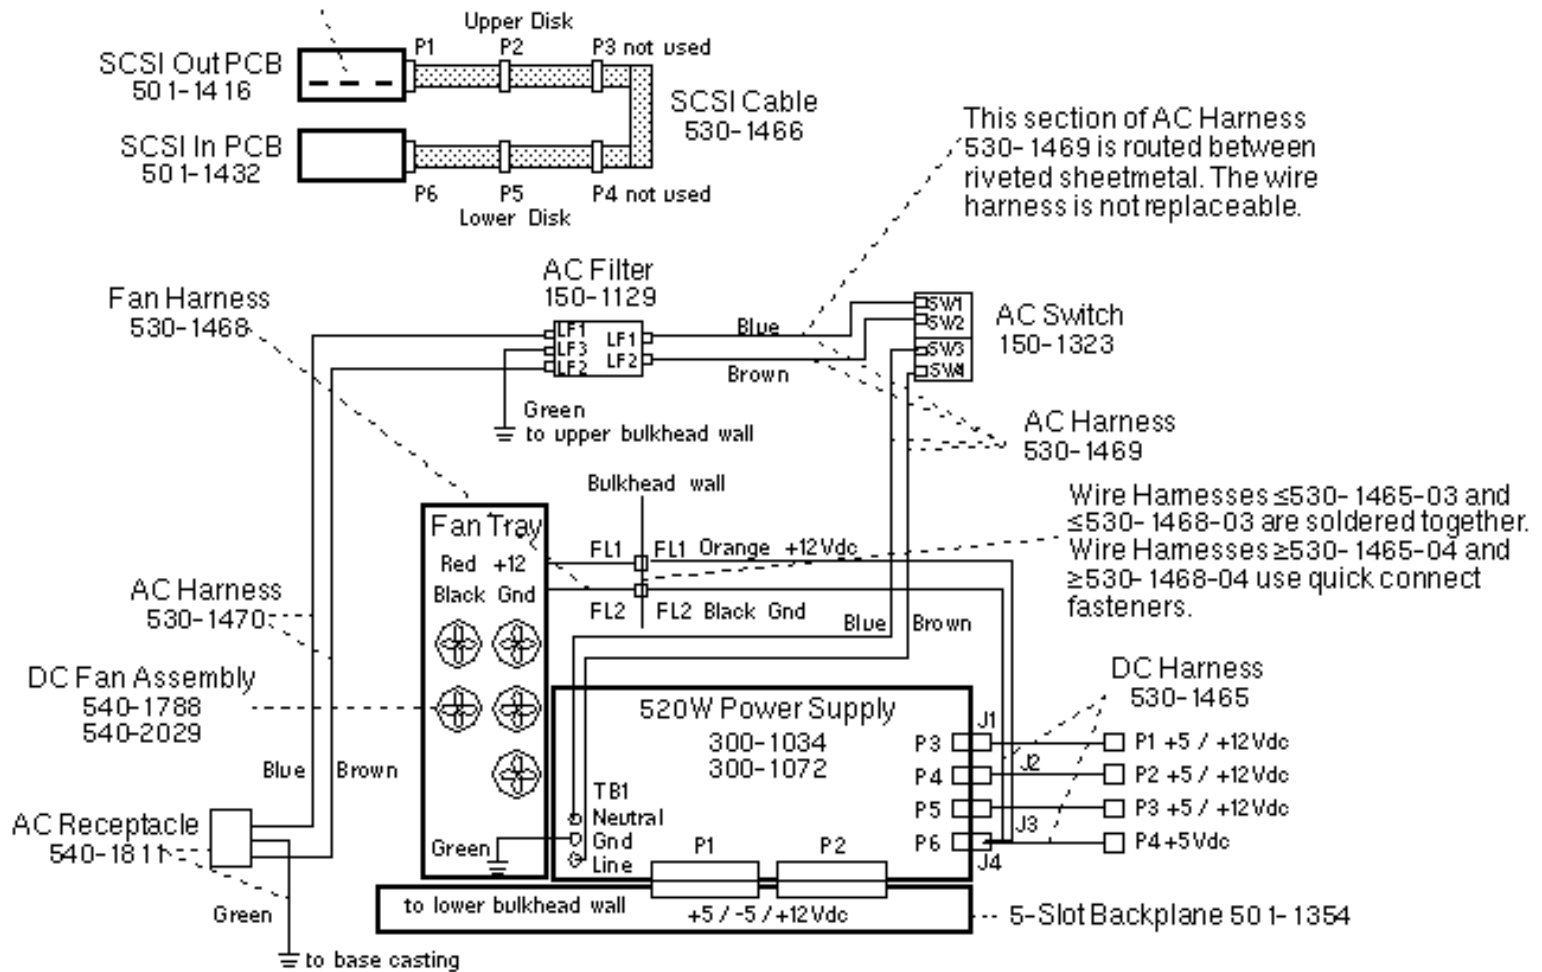 Upper Disk
P1 P2 P3 not used
SCSI Out PCB
501-1416
SCSI Cable
530-1466
SCSI In PCB
501-1432
P6 P5 P4 not used
Lower Disk
This section of AC Harness
530-1469 is routed between
riveted sheetmetal. The wire
harness is not replaceable.
AC Filter
150-1129
Fan Harness
530-1468
LF1
LF3
LF2
LF1
LF2
Blue
Brown
SW1
SW2
SW3
SW4
AC Switch
150-1323
Green
to upper bulkhead wall
AC Harness
530-1469
Bulkhead wall
Wire Harnesses ≤530-1465-03 and
≤530-1468-03 are soldered together.
Wire Harnesses ≥530-1465-04 and
≥530-1468-04 use quick connect
fasteners.
Fan Tray
Red +12
Black Gnd
FL1 FL1 Orange +12Vdc
FL2 FL2 Black Gnd
Blue Brown
AC Harness
530-1470
DC Fan Assembly
540-1788
540-2029
DC Harness
530-1465
520W Power Supply
300-1034
300-1072
J1
P3 P1 +5 / +12Vdc
J2
P4 P2 +5 / +12Vdc
P5 P3 +5 / +12Vdc
J3
P6 P4 +5Vdc
J4
Blue Brown
TB1
Neutral
Gnd
Line
Green
P1 P2
AC Receptacle
540-1811
Green
to lower bulkhead wall
+5 / -5 / +12Vdc
5-Slot Backplane 501-1354
to base casting